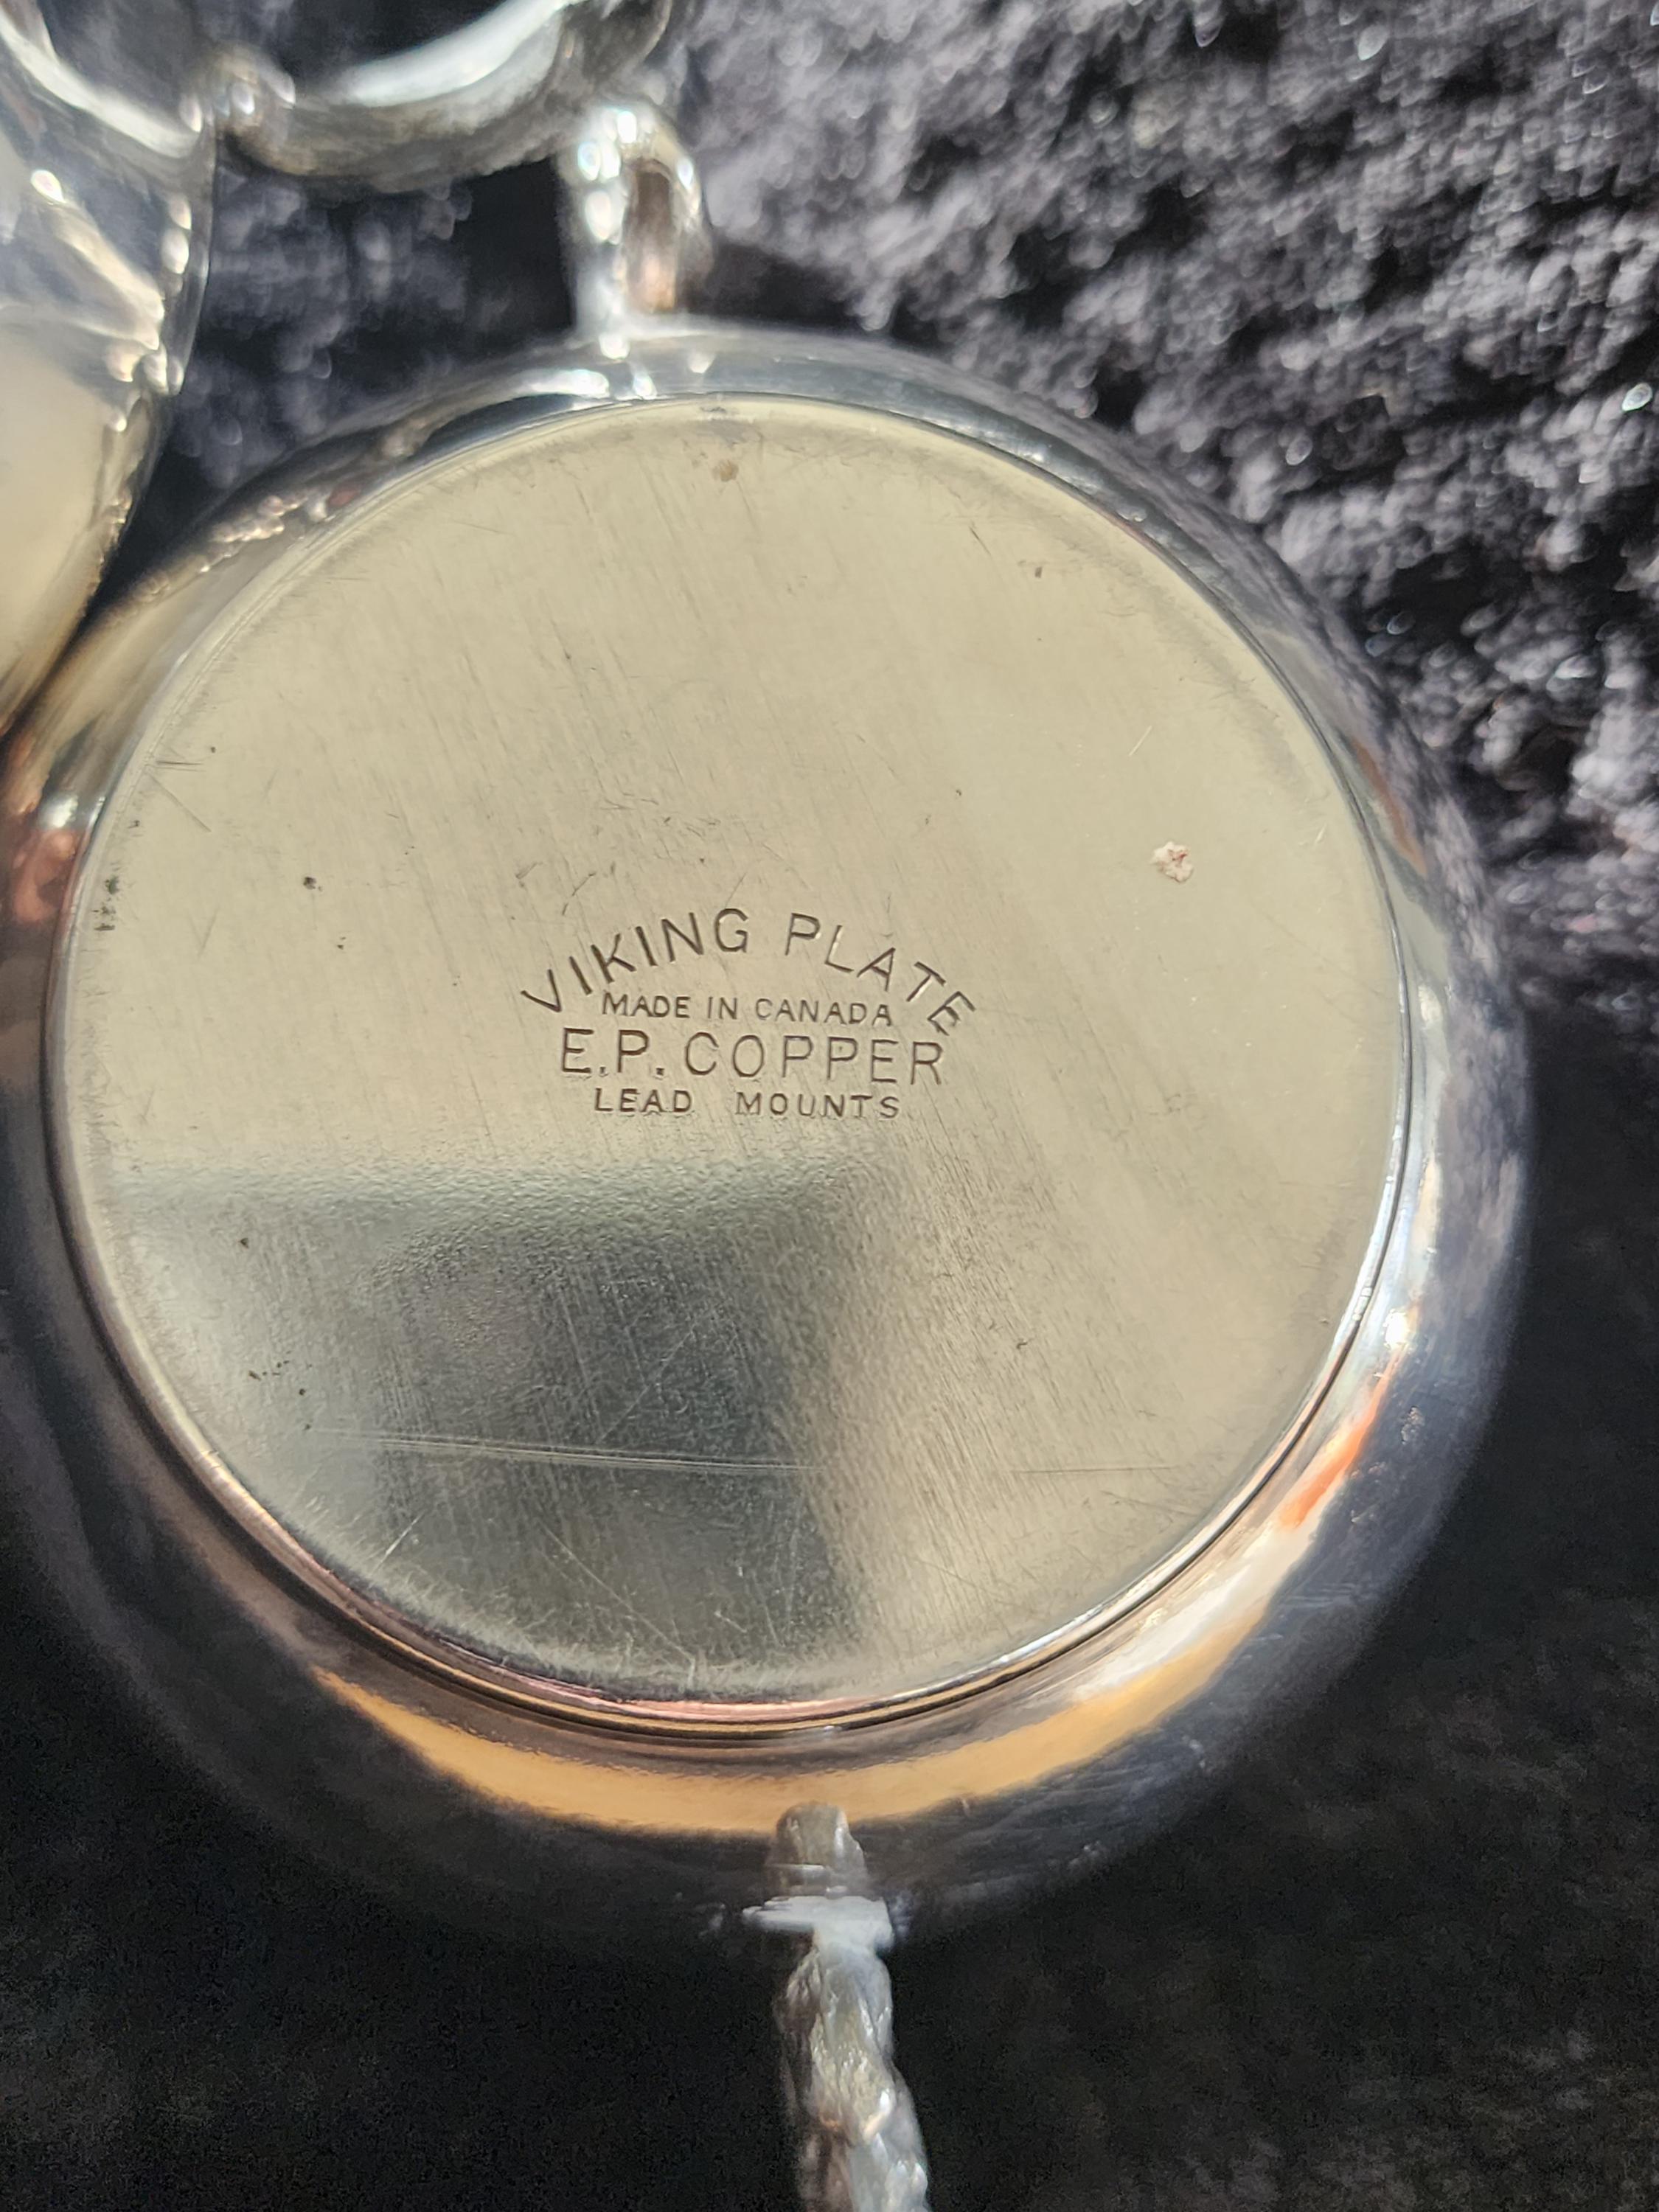 VIKING PLATE
MADE IN CANADA
E.P. COPPER
LEAD MOUNTS